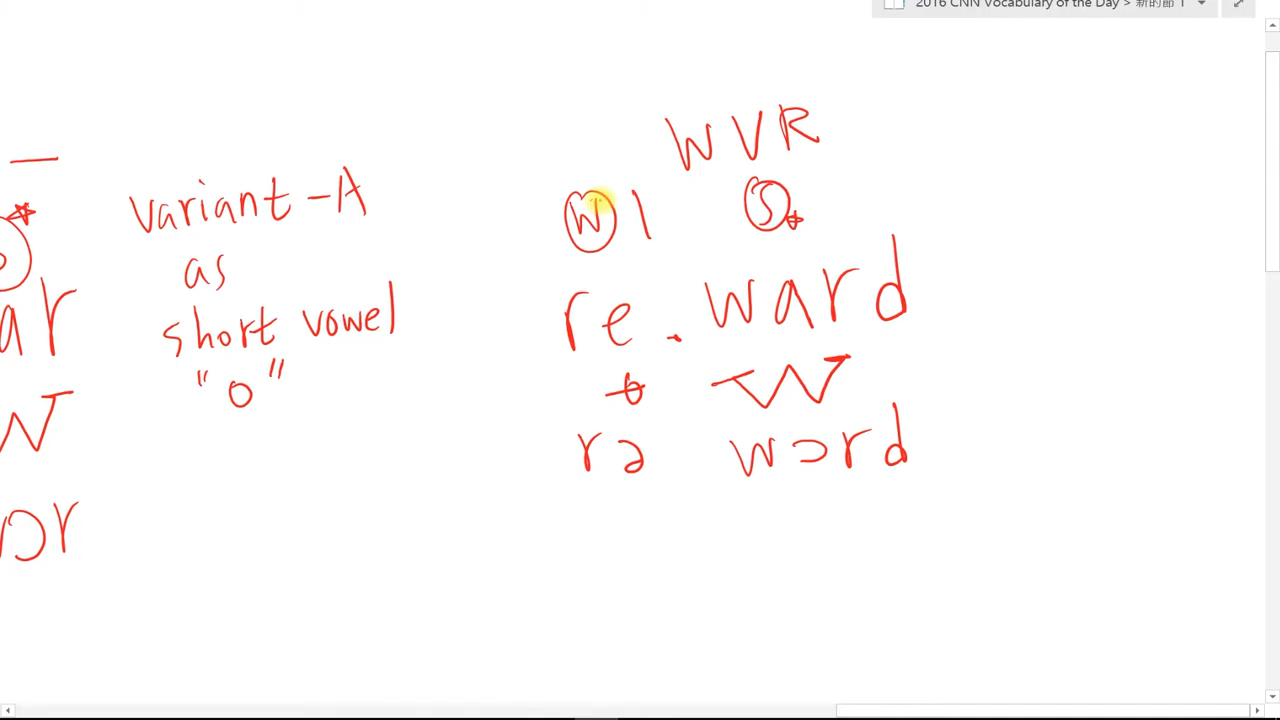 2016 CNN Vocabulary of the Day > 新的節 1
variant-A
as
short vowel
"o"
ar
W
ɔr
WVR
W 1 S
re.ward
W
rə wɔrd